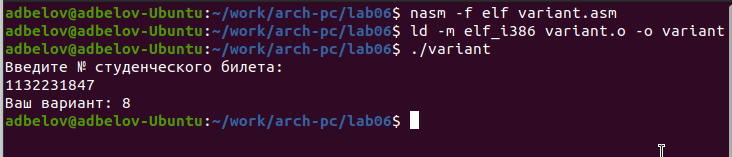 adbelov@adbelov-Ubuntu:~/work/arch-pc/lab06$ nasm -f elf variant.asm
adbelov@adbelov-Ubuntu:~/work/arch-pc/lab06$ ld -m elf_i386 variant.o -o variant
adbelov@adbelov-Ubuntu:~/work/arch-pc/lab06$ ./variant
Введите № студенческого билета:
1132231847
Ваш вариант: 8
adbelov@adbelov-Ubuntu:~/work/arch-pc/lab06$